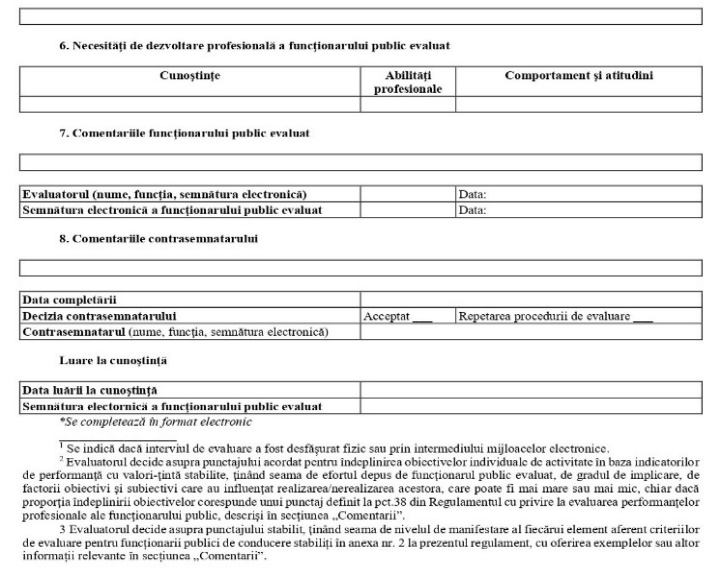 6. Necesități de dezvoltare profesională a funcționarului public evaluat
Cunoștințe
Abilități profesionale
Comportament și atitudini
7. Comentariile funcționarului public evaluat
Evaluatorul (nume, funcția, semnătura electronică) Data:
Semnătura electronică a funcționarului public evaluat Data:
8. Comentariile contrasemnatarului
Data completării
Decizia contrasemnatarului Acceptat ___ Repetarea procedurii de evaluare ___
Contrasemnatarul (nume, funcția, semnătura electronică)
Luare la cunoștință
Data luării la cunoștință
Semnătura electornică a funcționarului public evaluat
*Se completează în format electronic
1 Se indică dacă interviul de evaluare a fost desfășurat fizic sau prin intermediului mijloacelor electronice.
2 Evaluatorul decide asupra punctajului acordat pentru îndeplinirea obiectivelor individuale de activitate în baza indicatorilor
de performanță cu valori-țintă stabilite, ținând seama de efortul depus de funcționarul public evaluat, de gradul de implicare, de
factorii obiectivi și subiectivi care au influențat realizarea/nerealizarea acestora, care poate fi mai mare sau mai mic, chiar dacă
proporția îndeplinirii obiectivelor corespunde unui punctaj definit la pct.38 din Regulamentul cu privire la evaluarea performanțelor
profesionale ale funcționarului public, descriși în secțiunea „Comentarii”.
3 Evaluatorul decide asupra punctajului stabilit, ținând seama de nivelul de manifestare al fiecărui element aferent criteriilor
de evaluare pentru funcționarii publici de conducere stabiliți în anexa nr. 2 la prezentul regulament, cu oferirea exemplelor sau altor
informații relevante în secțiunea „Comentarii”.